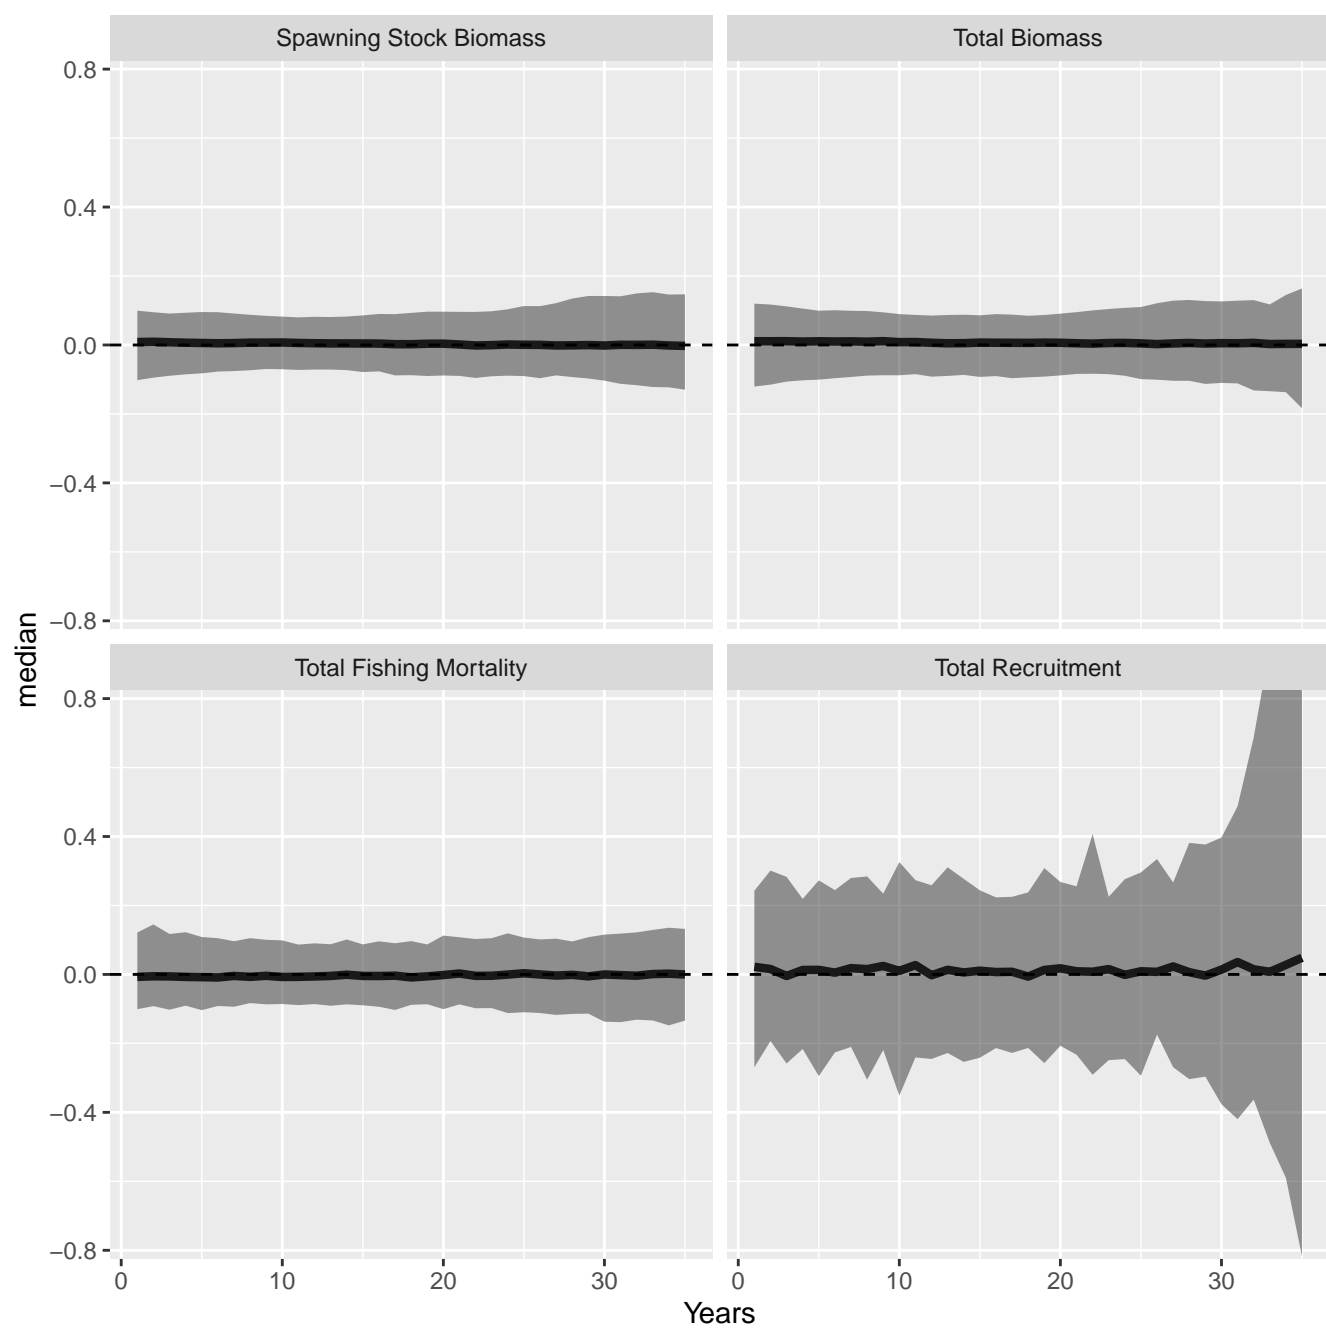 Spawning Stock Biomass
Total Biomass
0.8
0.4
0.0
−0.4
−0.8
median
Total Fishing Mortality
Total Recruitment
0.8
0.4
0.0
−0.4
−0.8
0 10 20 30
0 10 20 30
Years